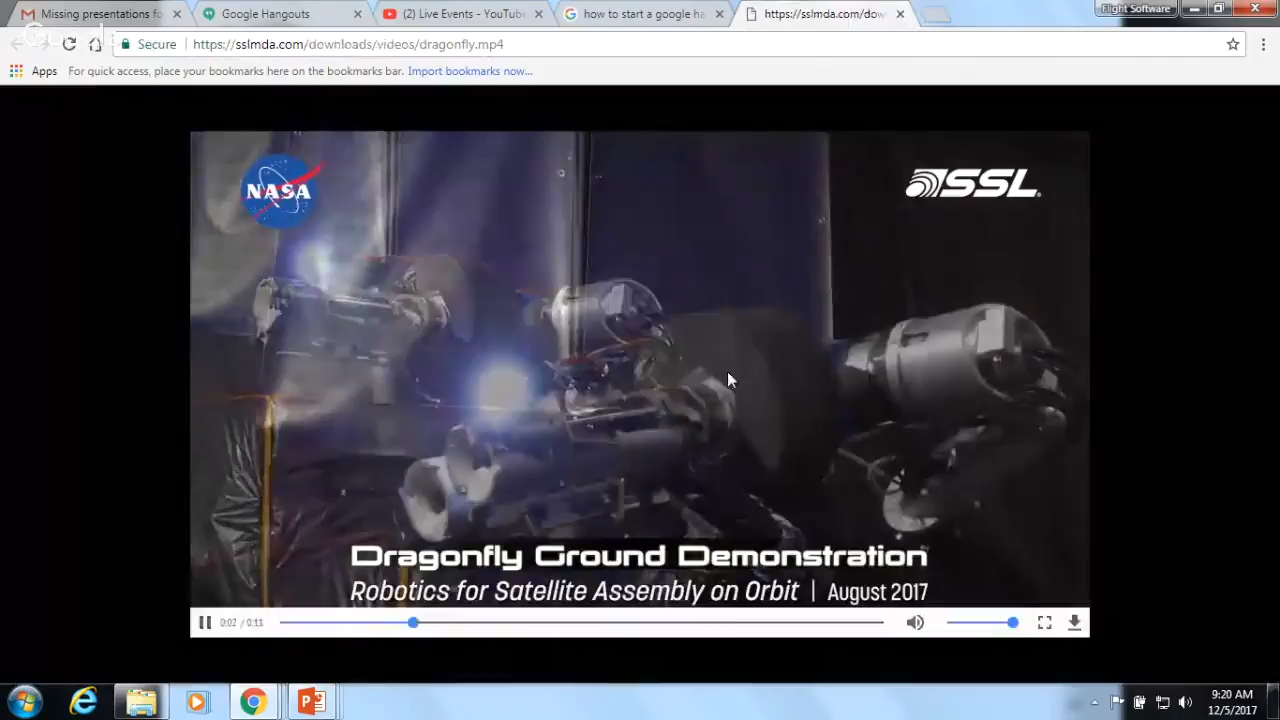 Missing presentations fo
Google Hangouts
(2) Live Events - YouTube
how to start a google ha
https://sslmda.com/dow
Flight Software
Secure
https://sslmda.com/downloads/videos/dragonfly.mp4
Apps
For quick access, place your bookmarks here on the bookmarks bar. Import bookmarks now...
NASA
SSL
Dragonfly Ground Demonstration
Robotics for Satellite Assembly on Orbit | August 2017
0:02 / 0:11
9:20 AM
12/5/2017